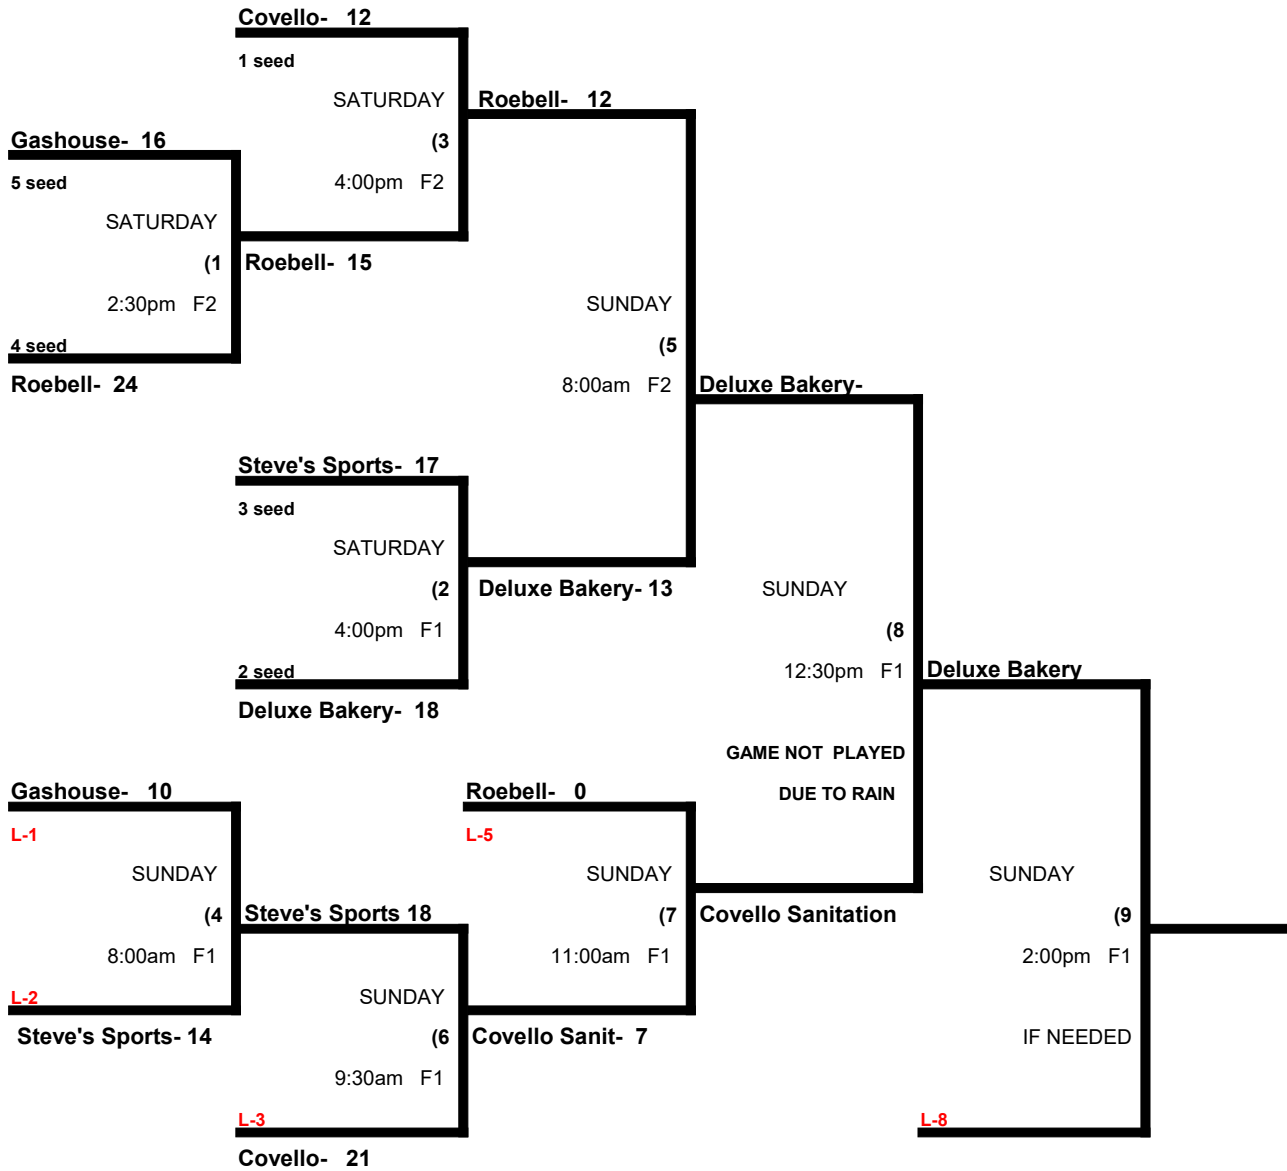 Covello- 12
1 seed
SATURDAY
Roebell- 12
Gashouse- 16
(3
5 seed
4:00pm F2
SATURDAY
(1
Roebell- 15
2:30pm F2
SUNDAY
4 seed
(5
Roebell- 24
8:00am F2
Deluxe Bakery-
Steve's Sports- 17
3 seed
SATURDAY
(2
Deluxe Bakery- 13
SUNDAY
4:00pm F1
(8
2 seed
12:30pm F1
Deluxe Bakery
Deluxe Bakery- 18
GAME NOT PLAYED
Gashouse- 10
Roebell- 0
DUE TO RAIN
L-1
L-5
SUNDAY
SUNDAY
SUNDAY
(4
Steve's Sports 18
(7
Covello Sanitation
(9
8:00am F1
11:00am F1
2:00pm F1
L-2
SUNDAY
Steve's Sports- 14
(6
Covello Sanit- 7
IF NEEDED
9:30am F1
L-3
L-8
Covello- 21